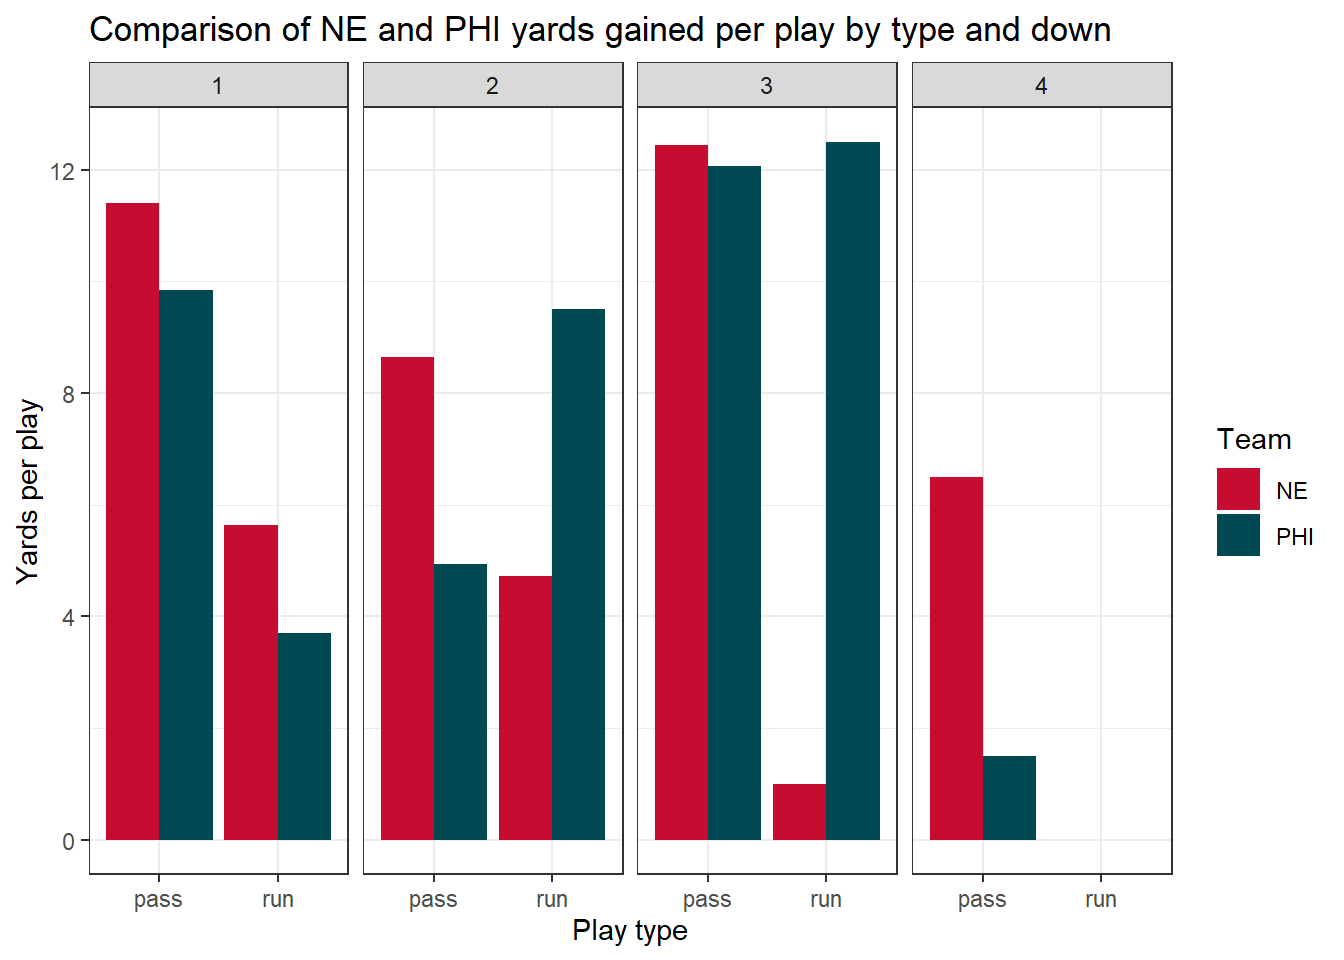 Comparison of NE and PHI yards gained per play by type and down
1 2 3 4
12
8
4
0
Yards per play
pass run pass run pass run pass run
Play type
Team
NE
PHI